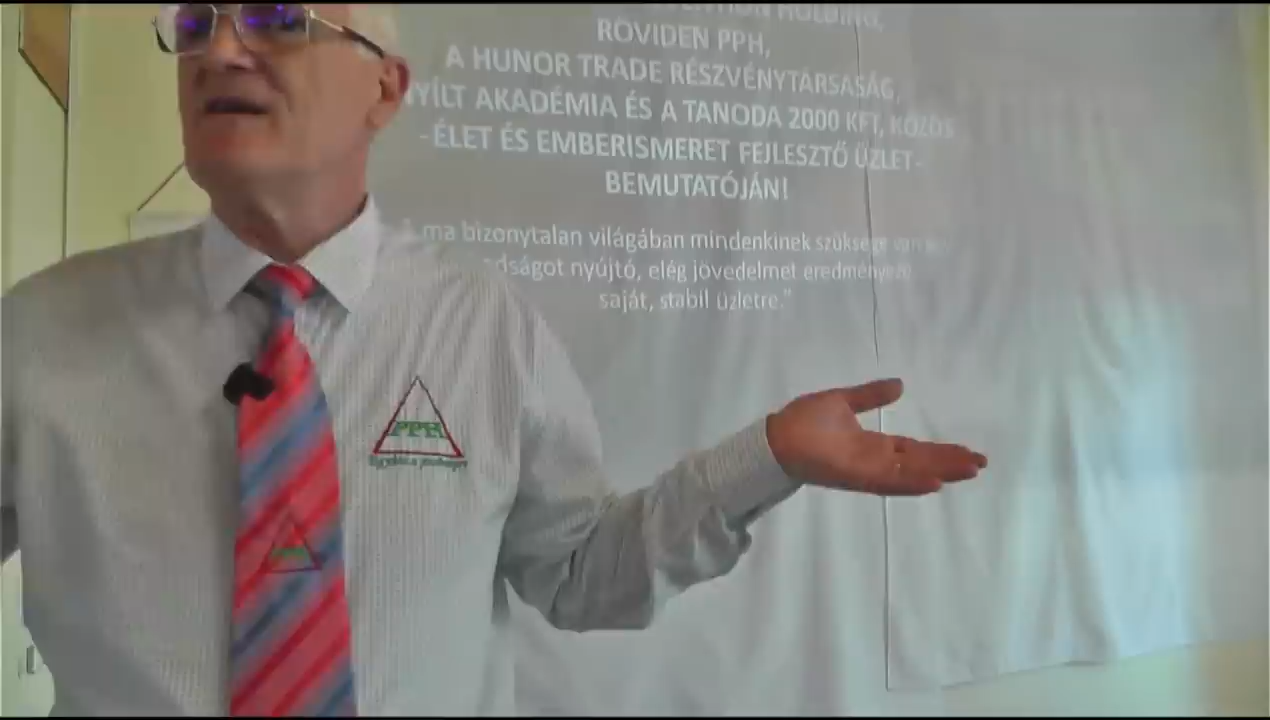 HOLDING,
RÖVIDEN PPH,
A HUNOR TRADE RÉSZVÉNYTÁRSASÁG,
NYÍLT AKADÉMIA ÉS A TANODA 2000 KFT, KÖZÖS
-ÉLET ÉS EMBERISMERET FEJLESZTŐ ÜZLET-
BEMUTATÓJÁN!
A ma bizonytalan világában mindenkinek szüksége van
nyújtó, elég jövedelmet
saját, stabil üzletre."
PPH